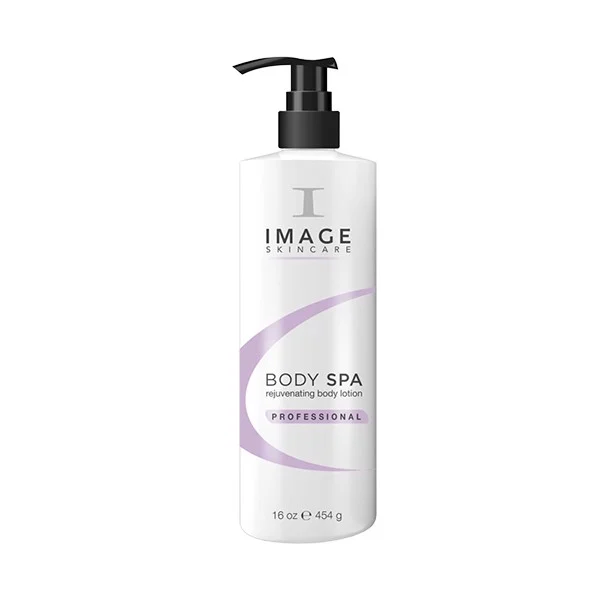 I
IMAGE
SKINCARE
BODY SPA
rejuvenating body lotion
PROFESSIONAL
16 oz ℮ 454 g